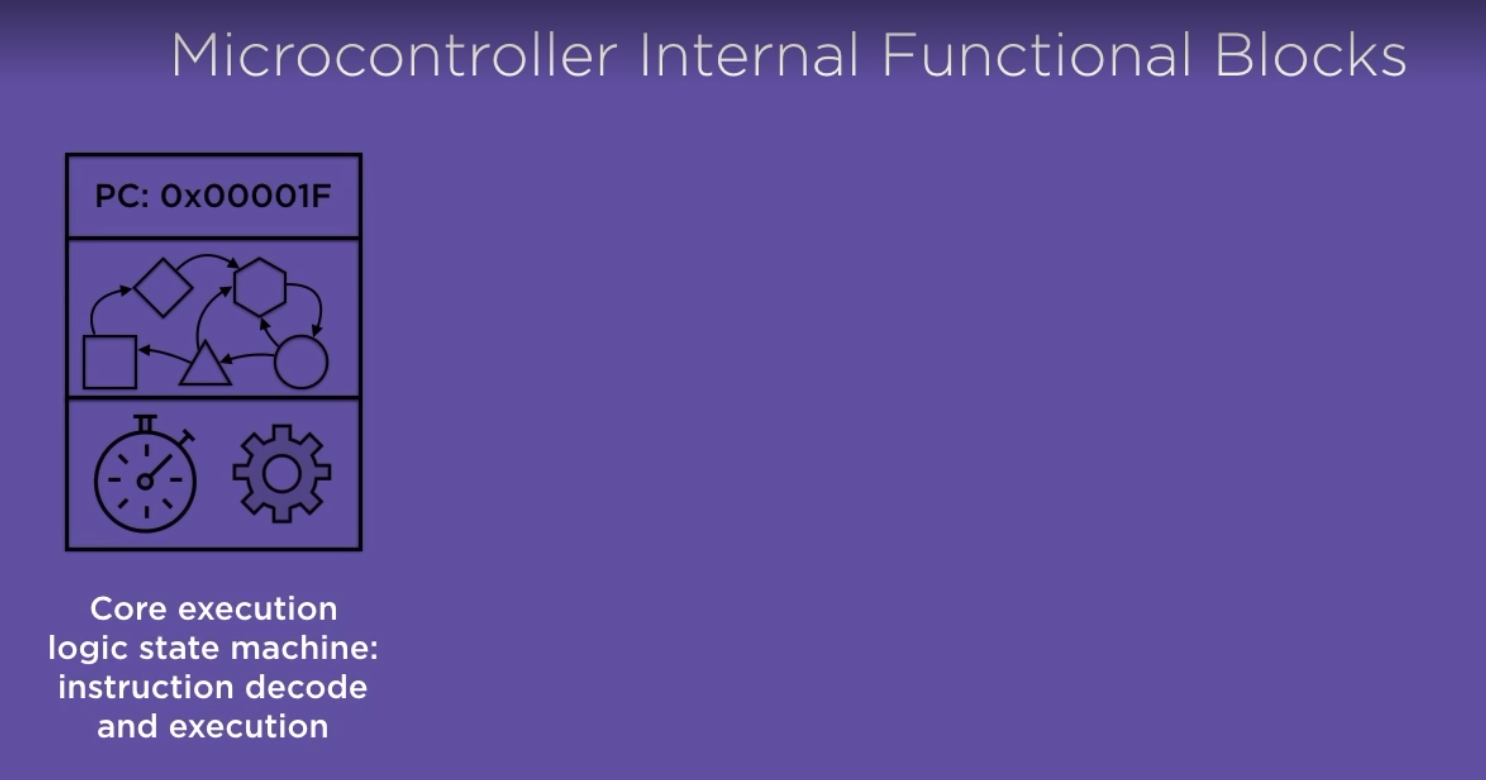 Microcontroller Internal Functional Blocks
PC: 0x00001F
Core execution
logic state machine:
instruction decode
and execution